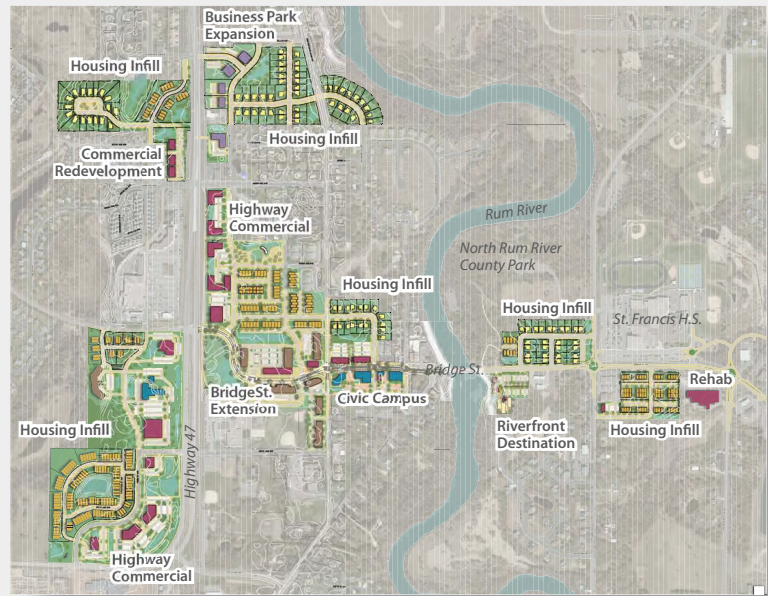 Business Park
Expansion
Housing Infill
Housing Infill
Commercial
Redevelopment
Highway
Commercial
Rum River
North Rum River
County Park
Housing Infill
Housing Infill
St. Francis H.S.
Bridge St.
Rehab
BridgeSt.
Extension
Civic Campus
Housing Infill
Riverfront
Destination
Housing Infill
Highway 47
Highway
Commercial